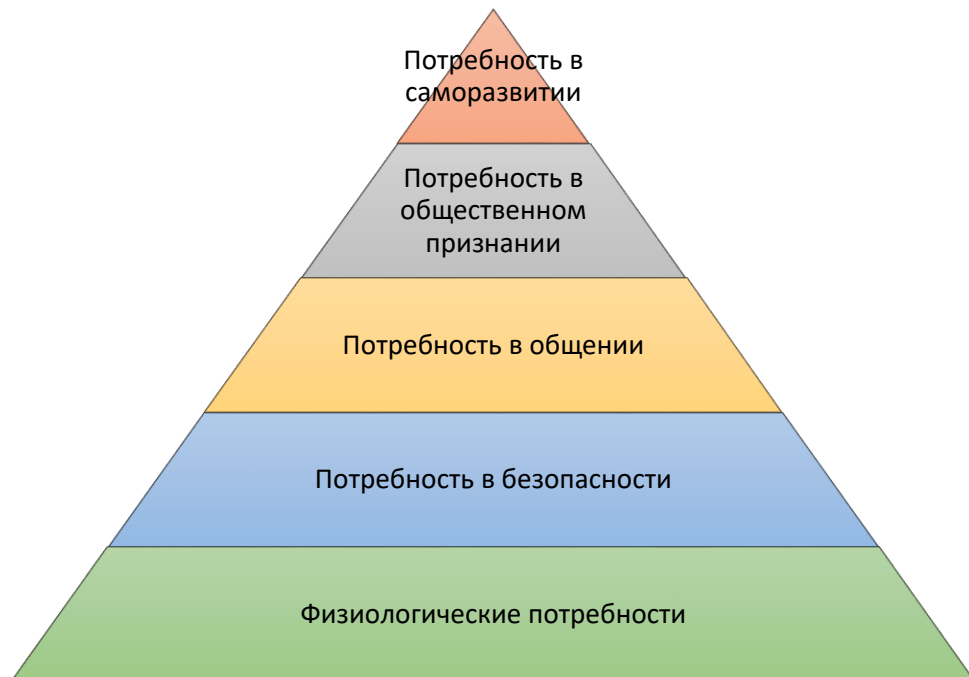 Потребность в
саморазвитии
Потребность в
общественном
признании
Потребность в общении
Потребность в безопасности
Физиологические потребности